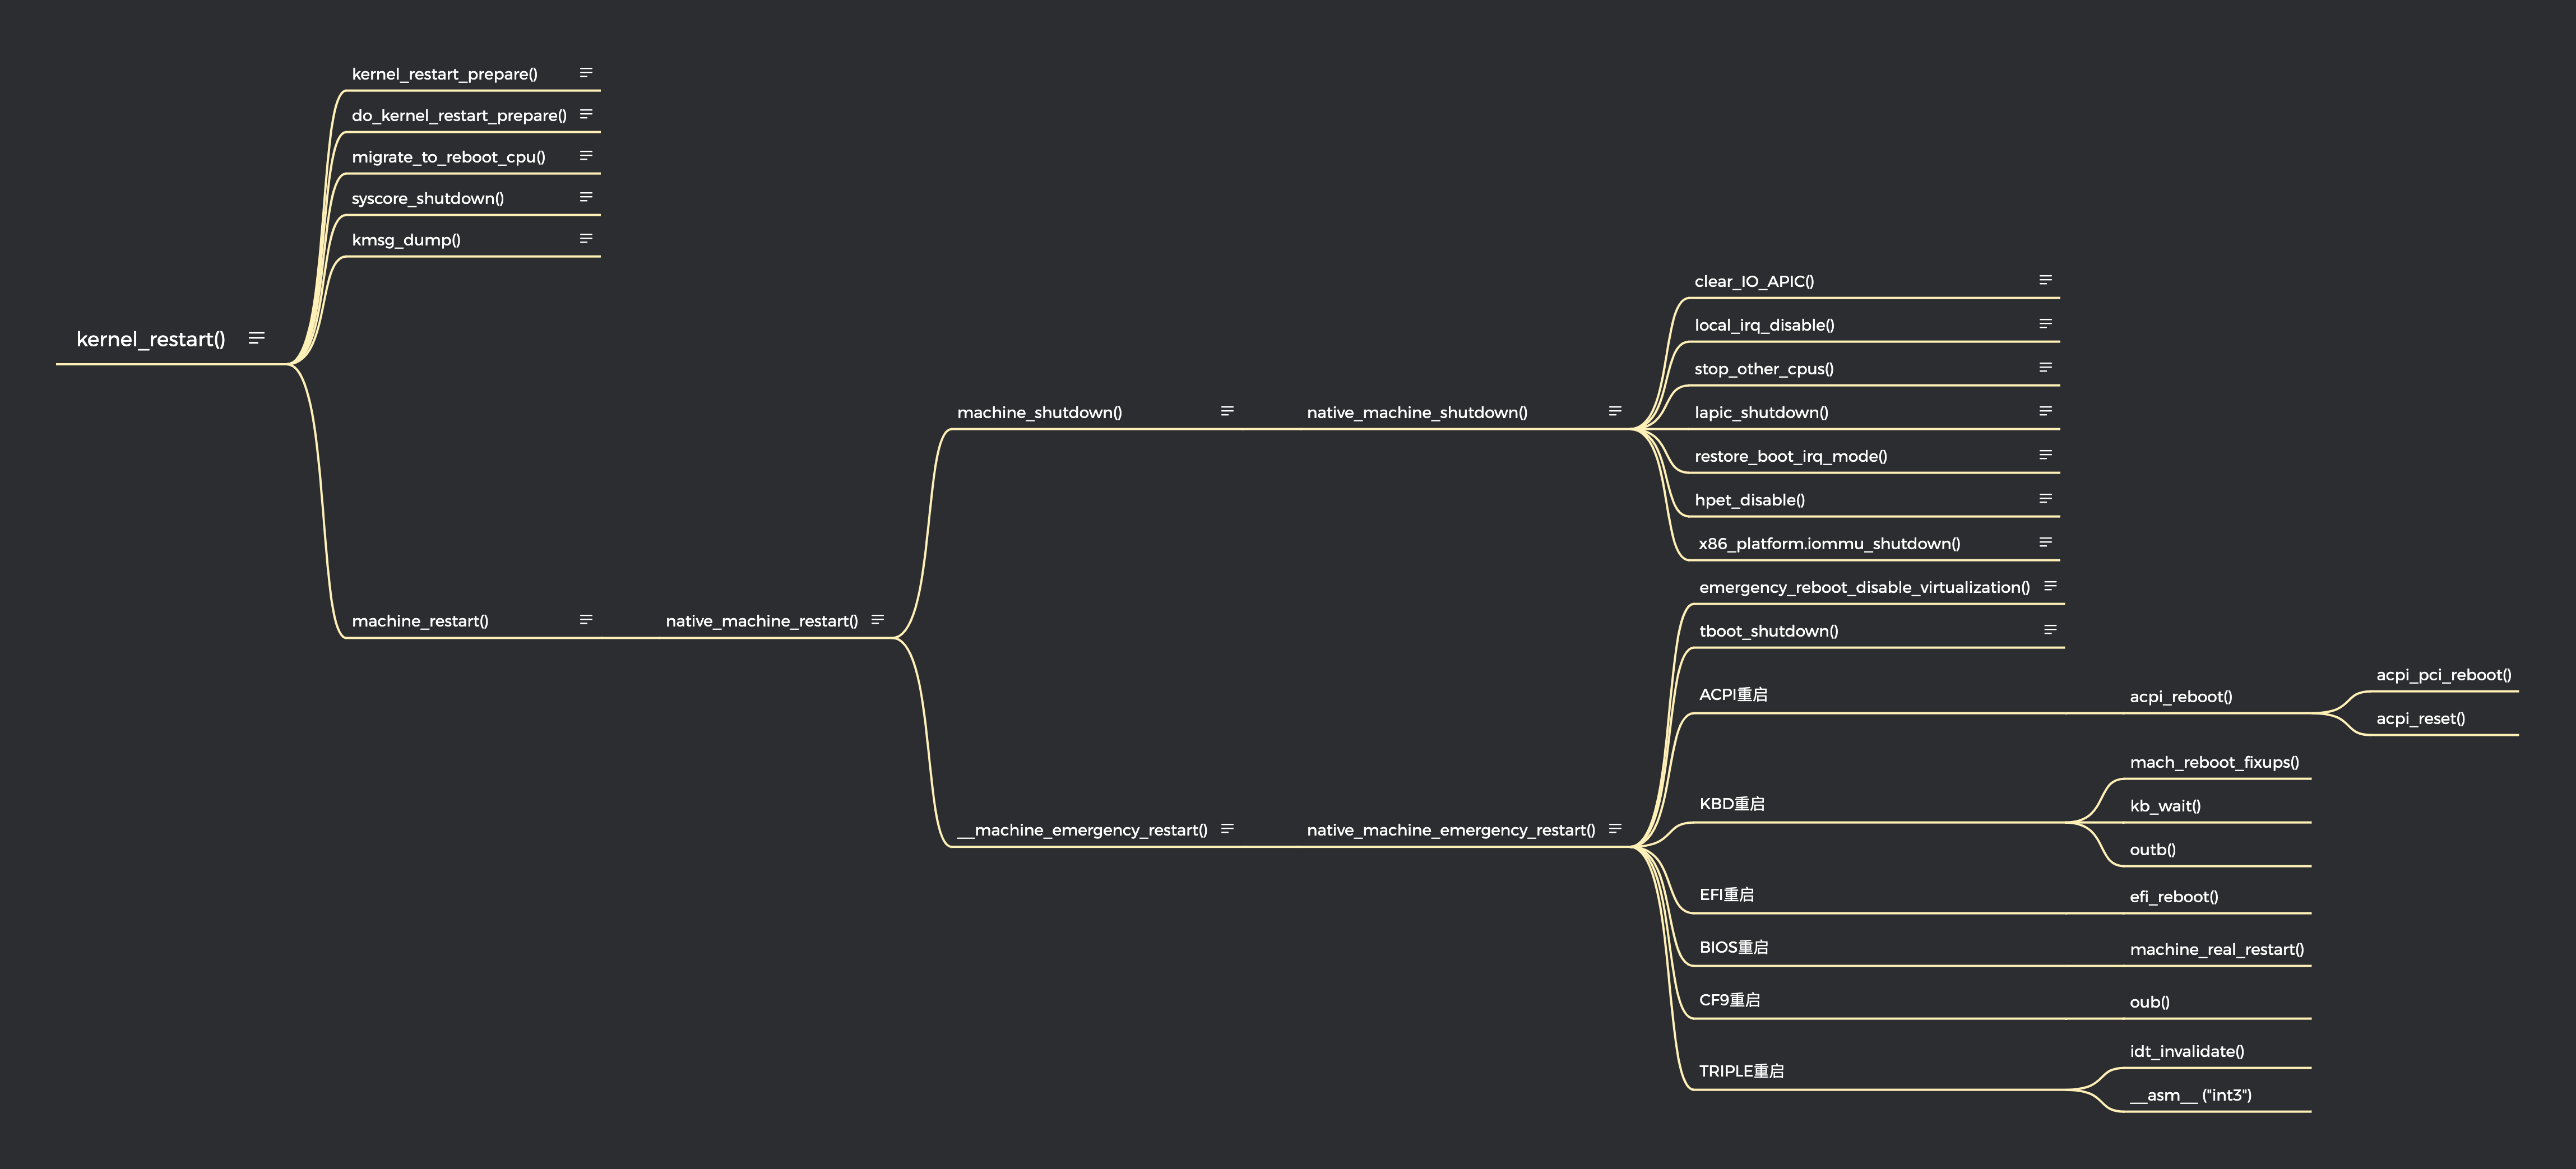 kernel_restart()
kernel_restart_prepare()
do_kernel_restart_prepare()
migrate_to_reboot_cpu()
syscore_shutdown()
kmsg_dump()
machine_restart()
native_machine_restart()
machine_shutdown()
native_machine_shutdown()
clear_IO_APIC()
local_irq_disable()
stop_other_cpus()
lapic_shutdown()
restore_boot_irq_mode()
hpet_disable()
x86_platform.iommu_shutdown()
__machine_emergency_restart()
native_machine_emergency_restart()
emergency_reboot_disable_virtualization()
tboot_shutdown()
ACPI重启
acpi_reboot()
acpi_pci_reboot()
acpi_reset()
KBD重启
mach_reboot_fixups()
kb_wait()
outb()
EFI重启
efi_reboot()
BIOS重启
machine_real_restart()
CF9重启
oub()
TRIPLE重启
idt_invalidate()
__asm__ ("int3")